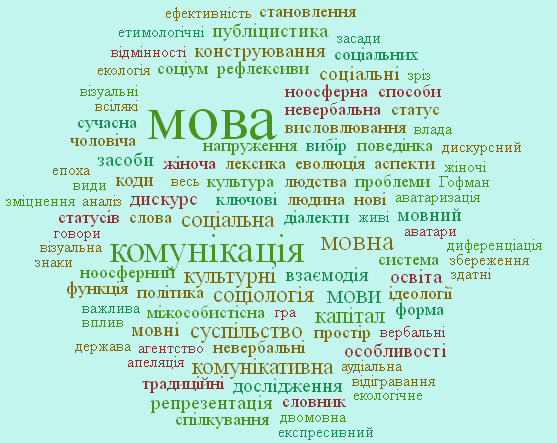 ефективність становлення
етимологічні публіцистика
засади
відмінності конструювання соціальних
екологія соціум рефлексиви соціальні зріз
візуальні ноосферна способи
всілякі мова невербальна статус
сучасна висловлювання влада
чоловіча напруження вибір поведінка дискурсний
засоби жіноча лексика еволюція аспекти жіночі
епоха
види коди весь культура людства проблеми Гофман
зміцнення аналіз дискурс ключові людина нові аватаризація
статусів слова соціальна діалекти живі мовний
говори аватари
візуальна комунікація мовна диференціація
знаки система збереження
ноосферний культурні взаємодія освіта здатні
функція політика соціологія мови ідеології
важлива міжособистісна гра капітал форма
вплив
мовні суспільство простір вербальні
держава агентство невербальні особливості
апеляція комунікативна аудіальна
традиційні дослідження відігравання
екологічне
репрезентація словник
спілкування двомовна
експресивний